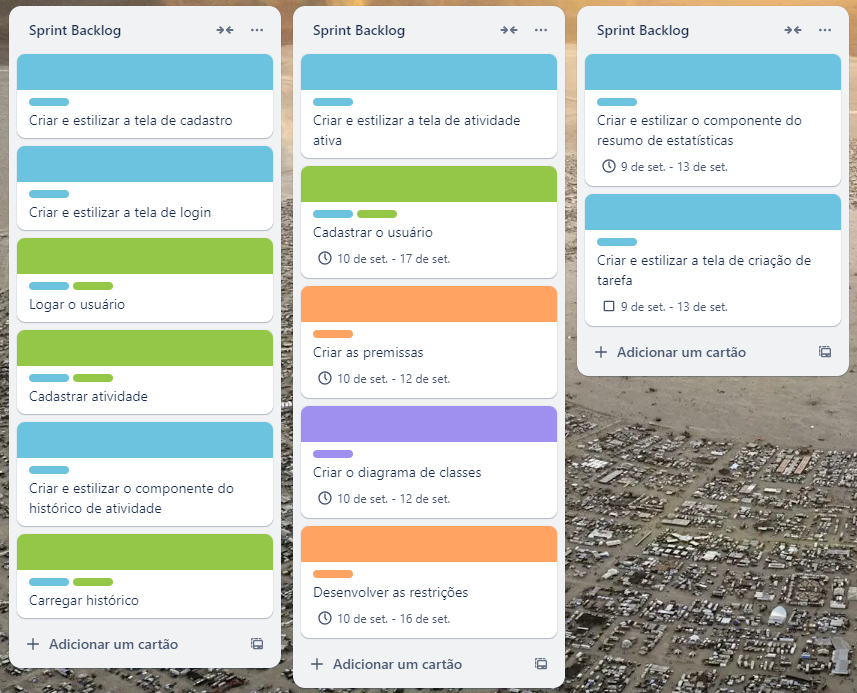 Sprint Backlog
Criar e estilizar a tela de cadastro
Criar e estilizar a tela de login
Logar o usuário
Cadastrar atividade
Criar e estilizar o componente do
histórico de atividade
Carregar histórico
Adicionar um cartão
Sprint Backlog
Criar e estilizar a tela de atividade
ativa
Cadastrar o usuário
10 de set. - 17 de set.
Criar as premissas
10 de set. - 12 de set.
Criar o diagrama de classes
10 de set. - 12 de set.
Desenvolver as restrições
10 de set. - 16 de set.
Adicionar um cartão
Sprint Backlog
Criar e estilizar o componente do
resumo de estatísticas
9 de set. - 13 de set.
Criar e estilizar a tela de criação de
tarefa
9 de set. - 13 de set.
Adicionar um cartão